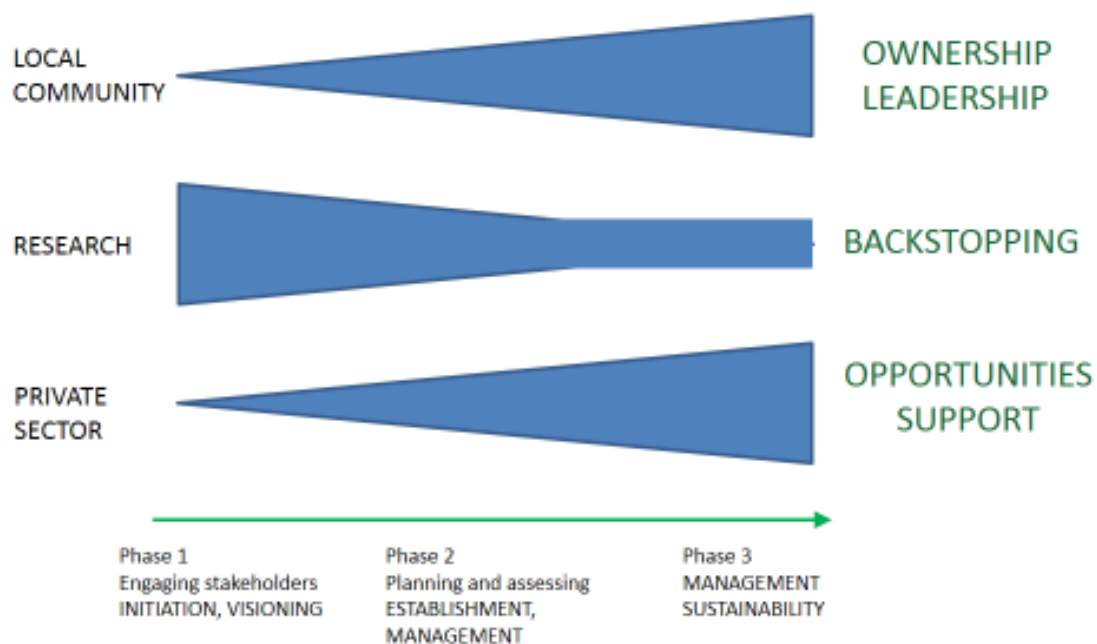 LOCAL
COMMUNITY
OWNERSHIP
LEADERSHIP
RESEARCH
BACKSTOPPING
PRIVATE
SECTOR
OPPORTUNITIES
SUPPORT
Phase 1
Engaging stakeholders
INITIATION, VISIONING
Phase 2
Planning and assessing
ESTABLISHMENT,
MANAGEMENT
Phase 3
MANAGEMENT
SUSTAINABILITY